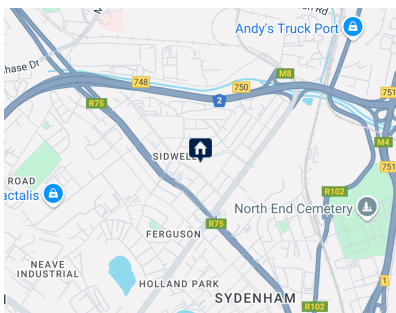 Rd
Andy's Truck Port
M8
chase Dr
748
750
751
R75
2
M4
SIDWELL
751
ROAD
R102
actalis
North End Cemetery
R75
FERGUSON
NEAVE
INDUSTRIAL
1
HOLLAND PARK
SYDENHAM
R102